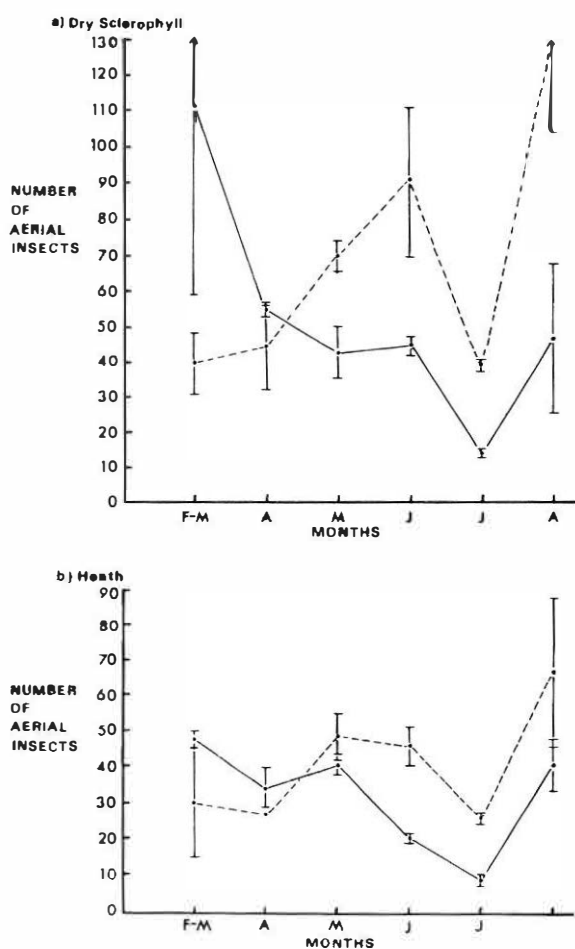 a) Dry Sclerophyll
130
120
110
100
90
80
70
60
50
40
30
20
10
0
NUMBER
OF
AERIAL
INSECTS
F-M A M J J A
MONTHS
b) Heath
90
80
70
60
50
40
30
20
10
0
NUMBER
OF
AERIAL
INSECTS
F-M A M J J
MONTHS